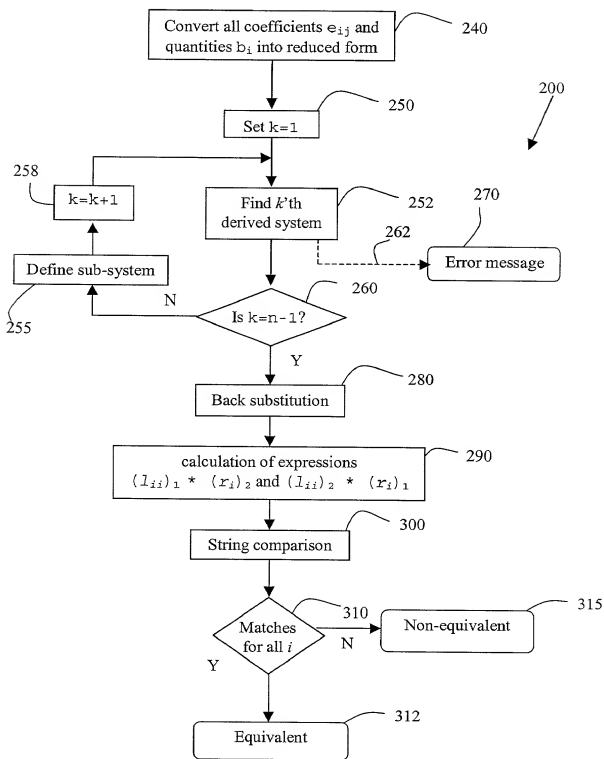 Convert all coefficients eij and
quantities bi into reduced form
240
250
200
Set k=1
258
k=k+1
Find k'th
derived system
252
270
262
Error message
Define sub-system
255
N
260
Is k=n-1?
Y
280
Back substitution
290
calculation of expressions
(lii)1 * (ri)2 and (lii)2 * (ri)1
300
String comparison
310
315
Matches
for all i
N
Non-equivalent
Y
312
Equivalent